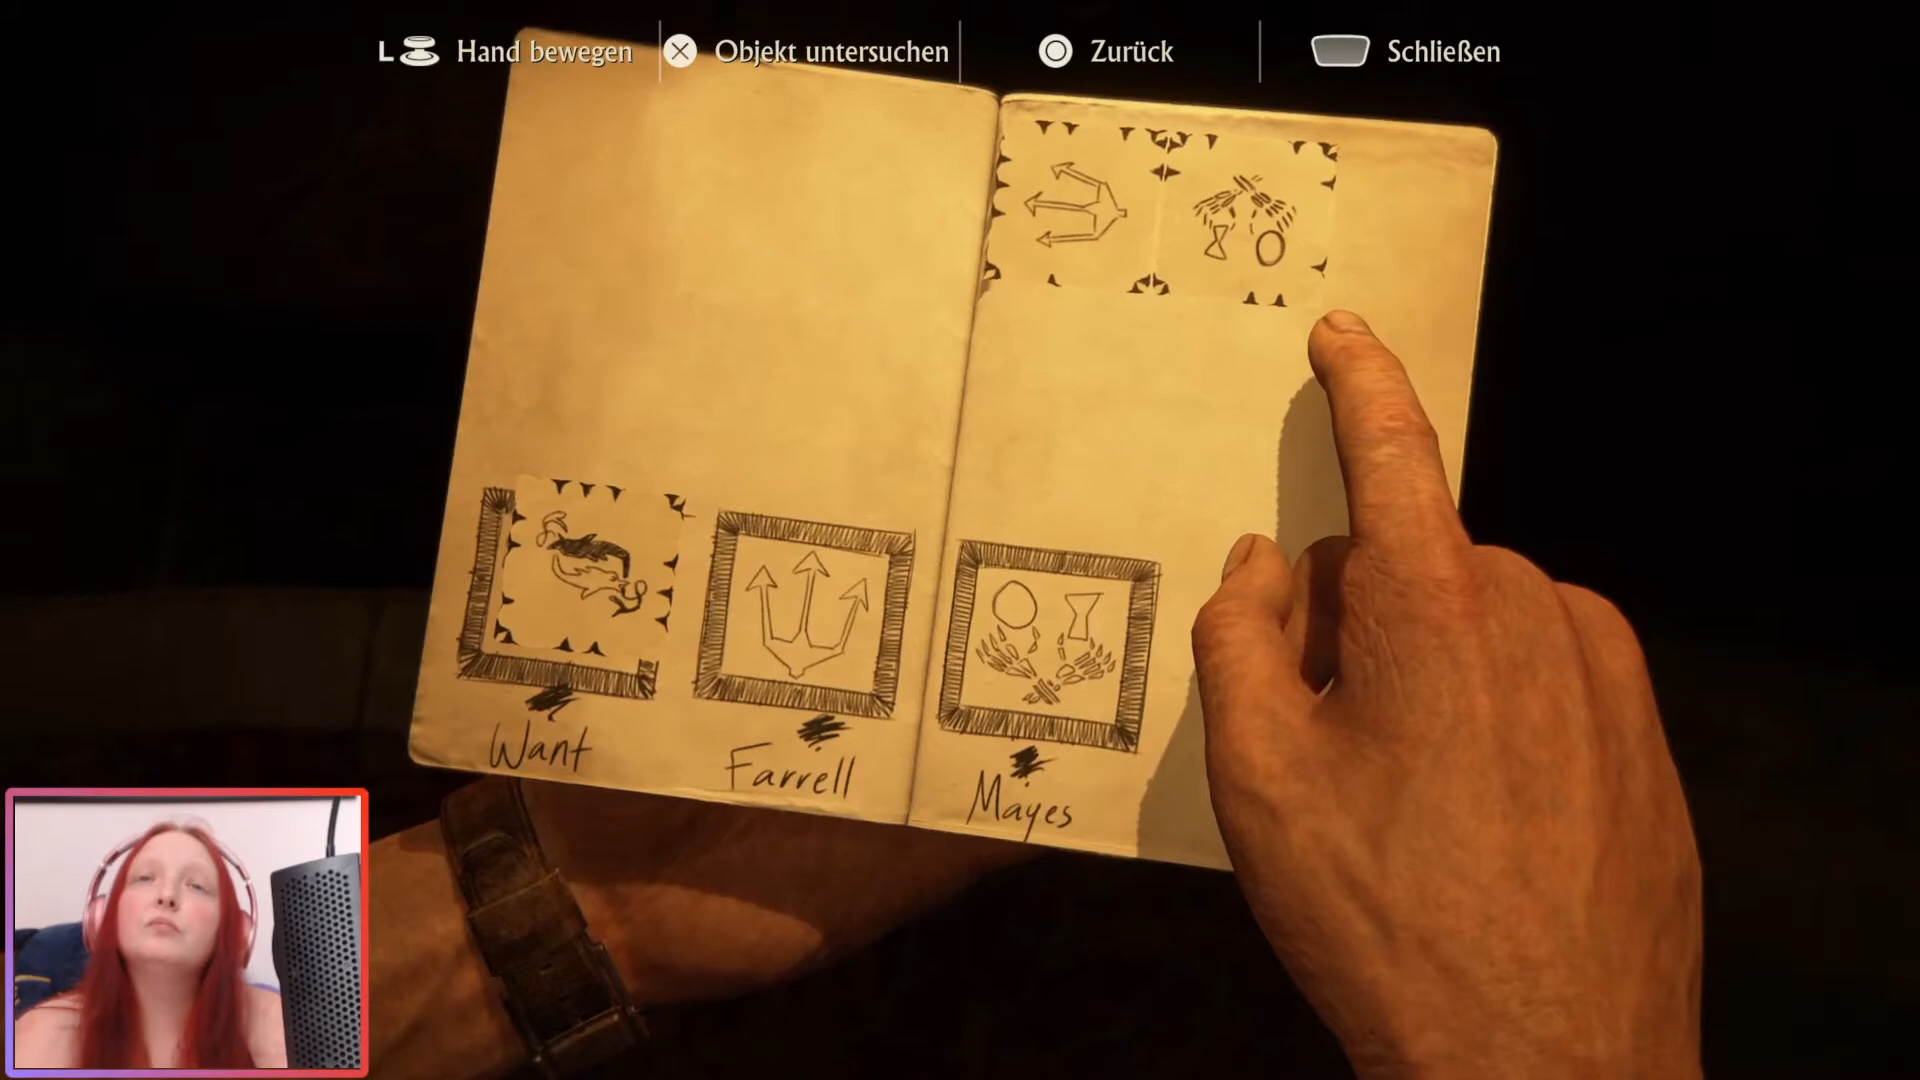 L Hand bewegen
Objekt untersuchen
Zurück
Schließen
Want
Farrell
Mayes